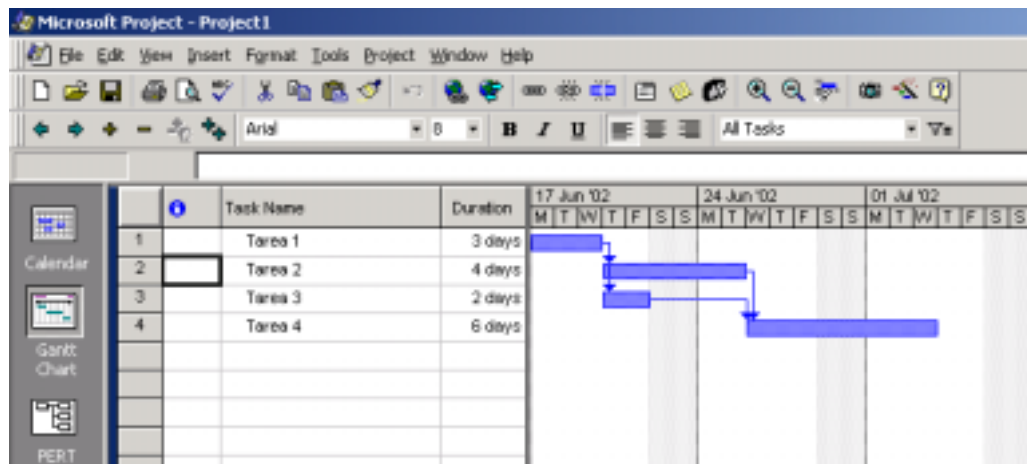 Microsoft Project - Project1
File Edit View Insert Format Tools Project Window Help
Arial 8 B I U All Tasks
Task Name Duration 17 Jun '02 24 Jun '02 01 Jul '02
M T W T F S S M T W T F S S M T W T F S S
1 Tarea 1 3 days
2 Tarea 2 4 days
3 Tarea 3 2 days
4 Tarea 4 6 days
Calendar
Gantt
Chart
PERT